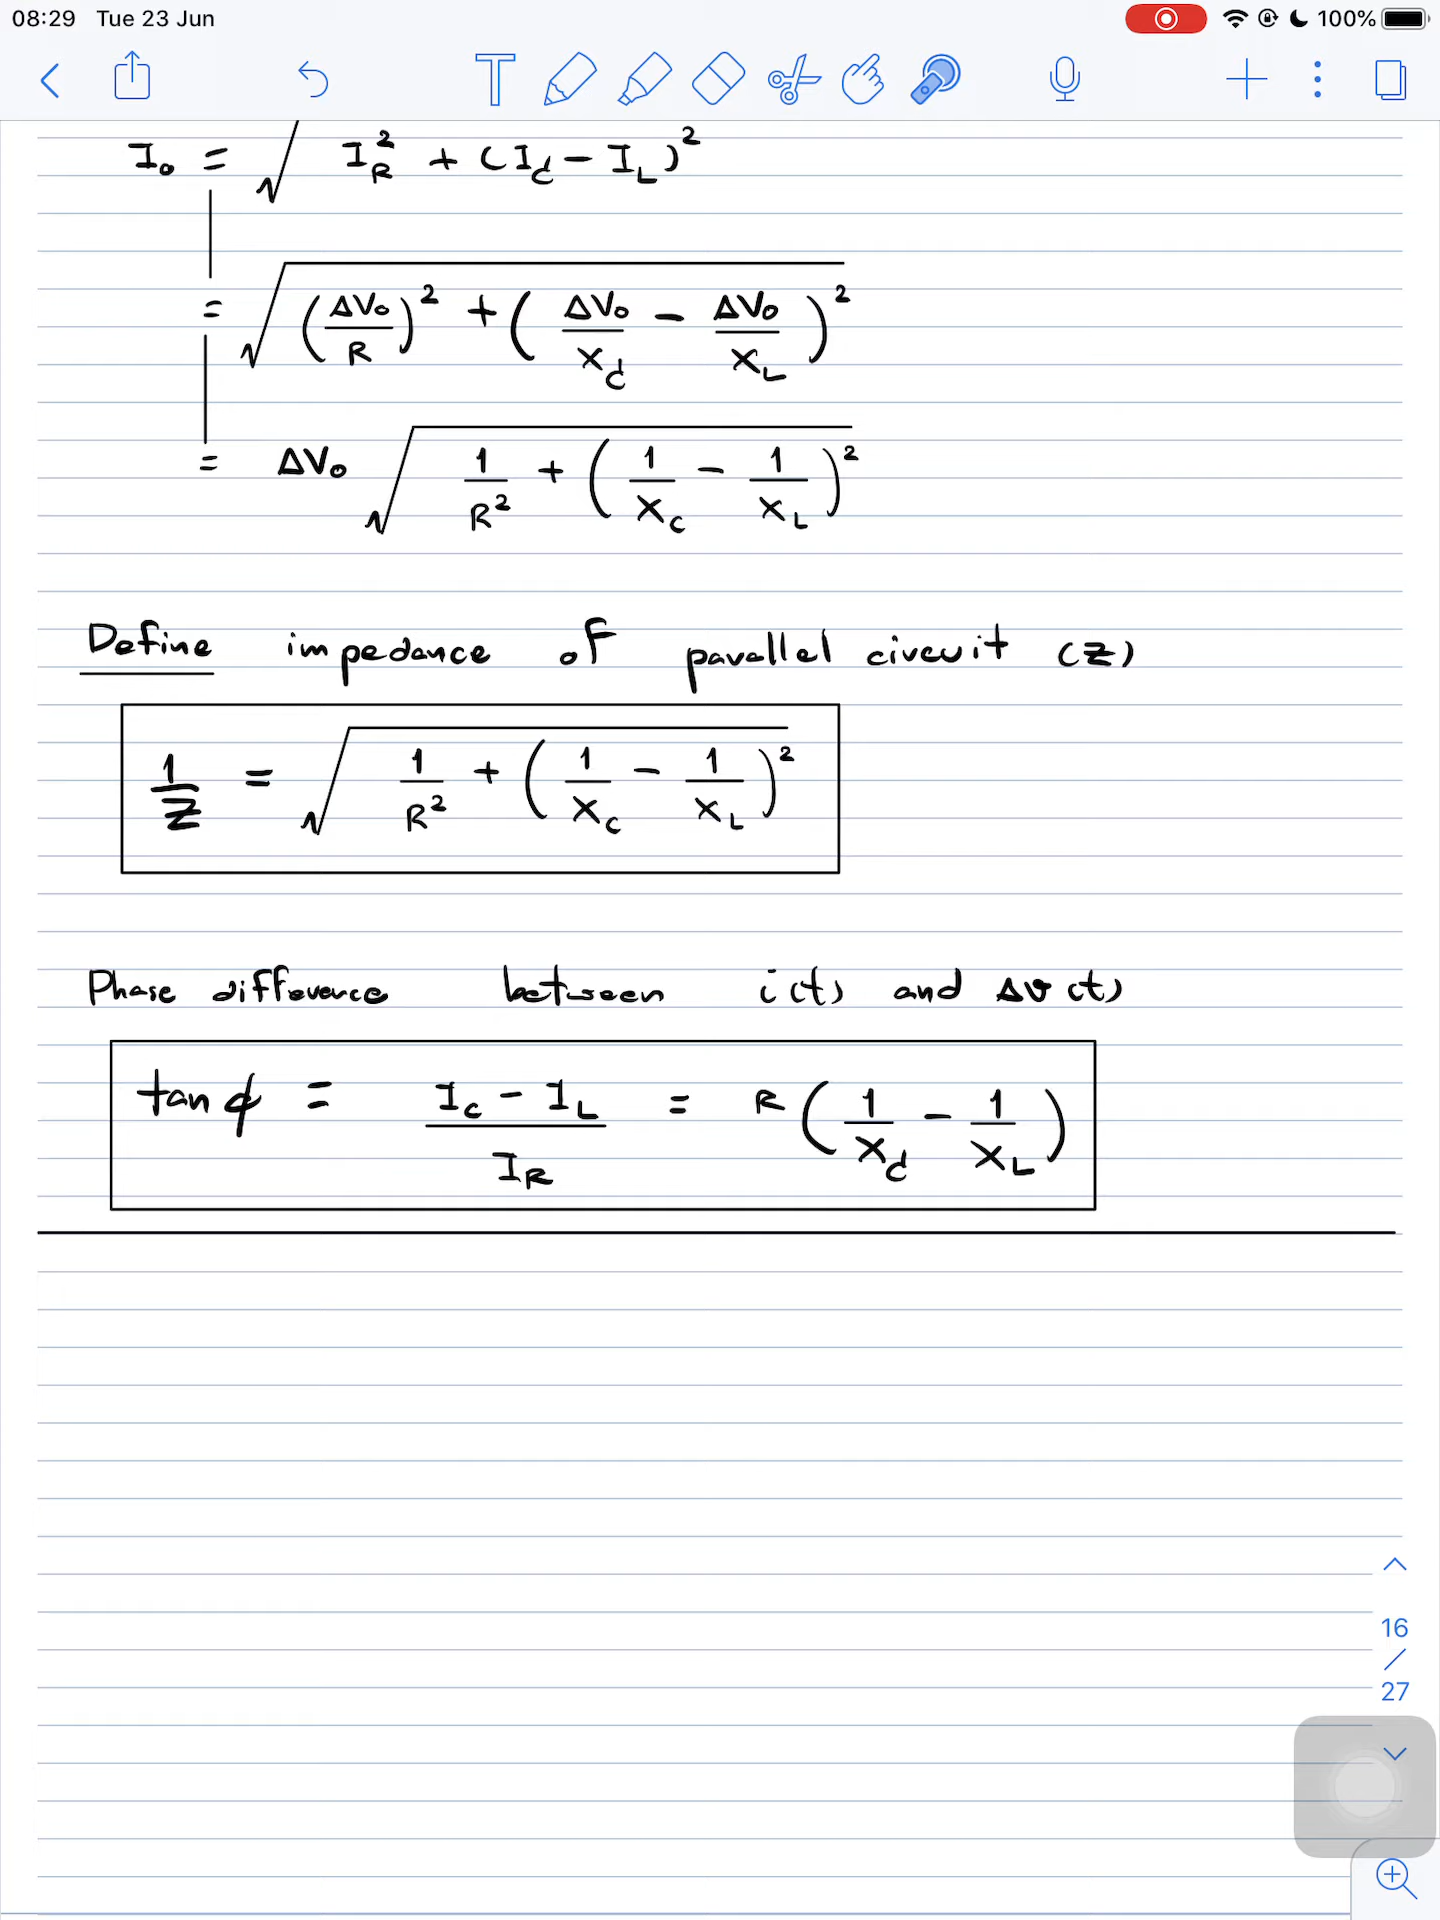 08:29 Tue 23 Jun 100%
T
I₀ = √ I_R² + (I_C − I_L)²
= √ (ΔV₀/R)² + (ΔV₀/X_C − ΔV₀/X_L)²
= ΔV₀ √ 1/R² + (1/X_C − 1/X_L)²
Define impedance of parallel circuit (Z)
1/Z = √ 1/R² + (1/X_C − 1/X_L)²
Phase difference between i(t) and Δv(t)
tan ϕ = (I_C − I_L)/I_R = R (1/X_C − 1/X_L)
16
/
27